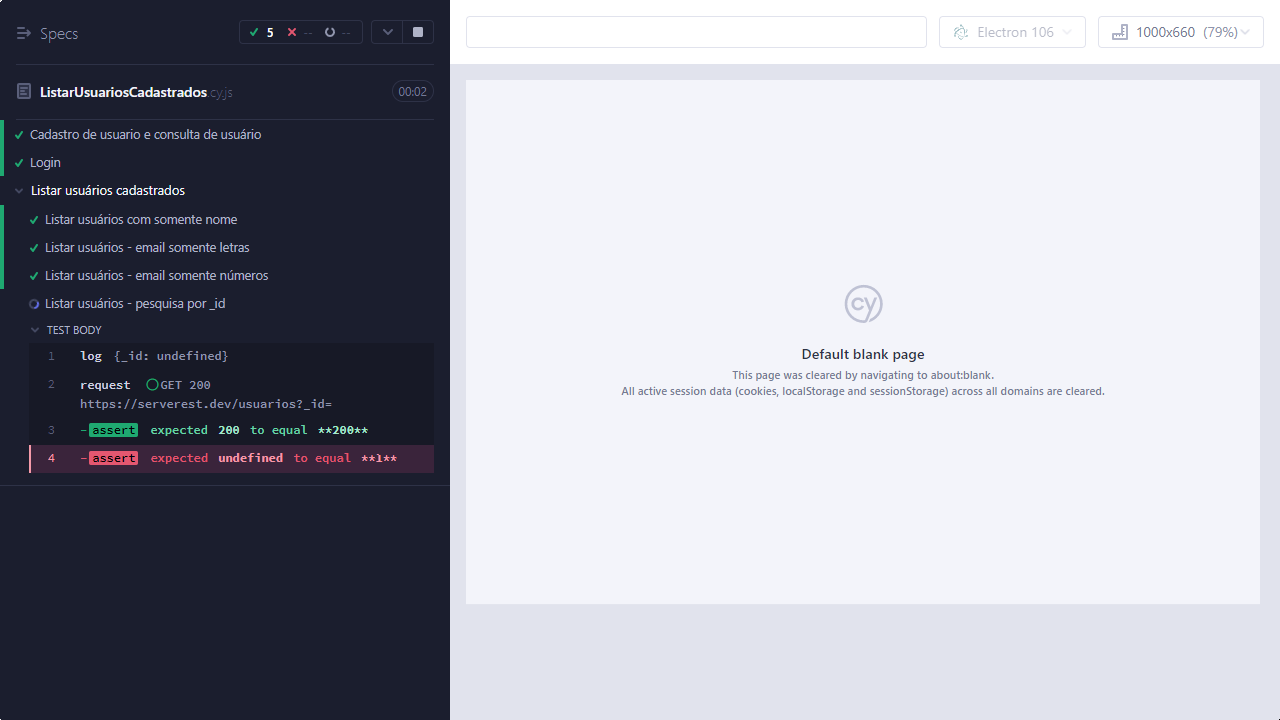 Specs
5
--
--
Electron 106
1000x660 (79%)
ListarUsuariosCadastrados cy.js
00:02
Cadastro de usuario e consulta de usuário
Login
Listar usuários cadastrados
Listar usuários com somente nome
Listar usuários - email somente letras
Listar usuários - email somente números
Listar usuários - pesquisa por _id
TEST BODY
1 log {_id: undefined}
2 request GET 200
https://serverest.dev/usuarios?_id=
3 -assert expected 200 to equal **200**
4 -assert expected undefined to equal **1**
cy
Default blank page
This page was cleared by navigating to about:blank.
All active session data (cookies, localStorage and sessionStorage) across all domains are cleared.